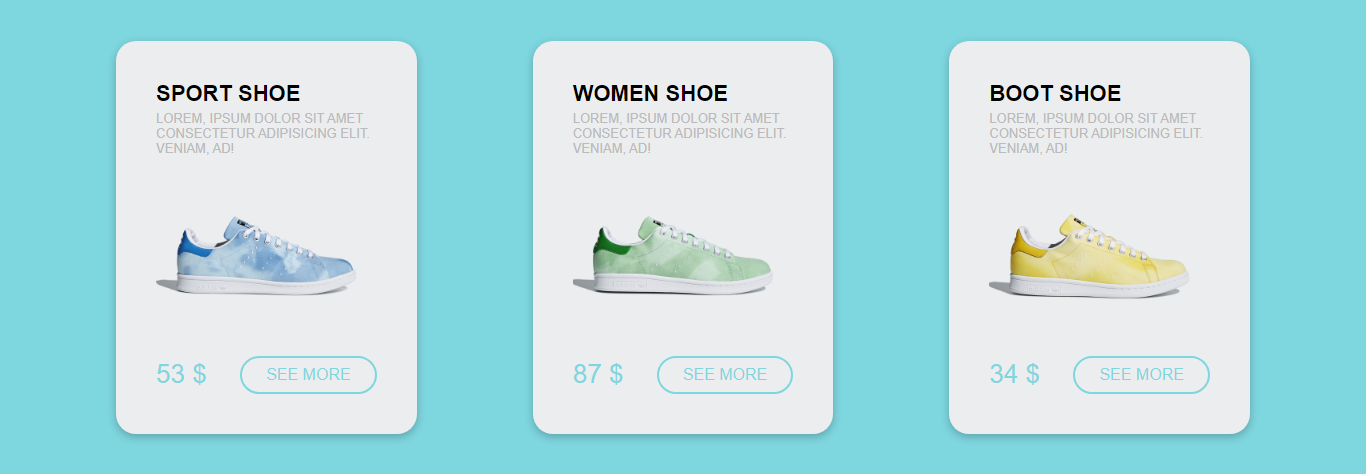 SPORT SHOE
LOREM, IPSUM DOLOR SIT AMET
CONSECTETUR ADIPISICING ELIT.
VENIAM, AD!
53 $
SEE MORE
WOMEN SHOE
LOREM, IPSUM DOLOR SIT AMET
CONSECTETUR ADIPISICING ELIT.
VENIAM, AD!
87 $
SEE MORE
BOOT SHOE
LOREM, IPSUM DOLOR SIT AMET
CONSECTETUR ADIPISICING ELIT.
VENIAM, AD!
34 $
SEE MORE